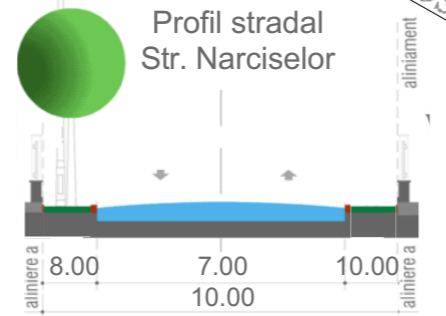 Profil stradal
Str. Narciselor
aliniament
aliniere a
8.00
7.00
10.00
aliniere a
10.00